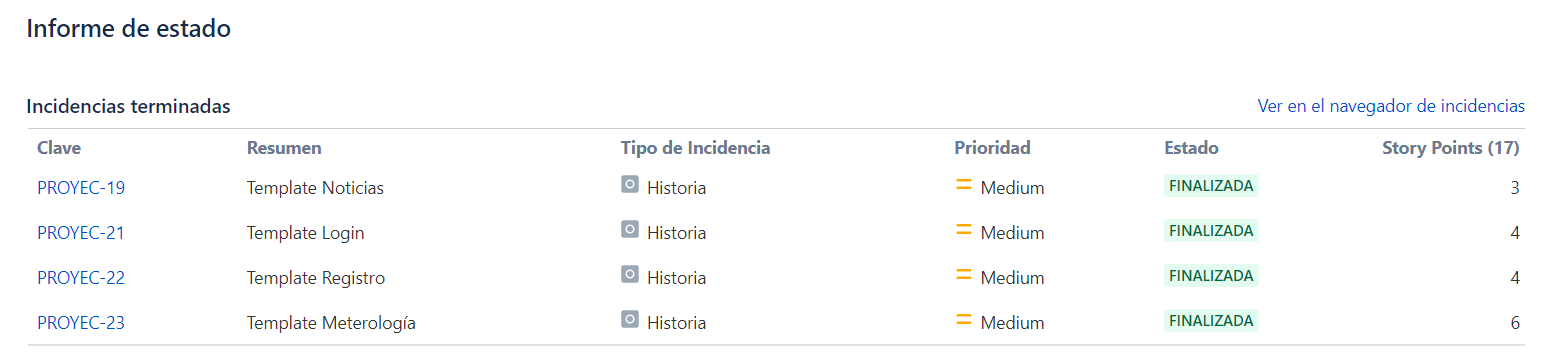 Informe de estado
Incidencias terminadas Ver en el navegador de incidencias
Clave Resumen Tipo de Incidencia Prioridad Estado Story Points (17)
PROYEC-19 Template Noticias Historia Medium FINALIZADA 3
PROYEC-21 Template Login Historia Medium FINALIZADA 4
PROYEC-22 Template Registro Historia Medium FINALIZADA 4
PROYEC-23 Template Meterología Historia Medium FINALIZADA 6